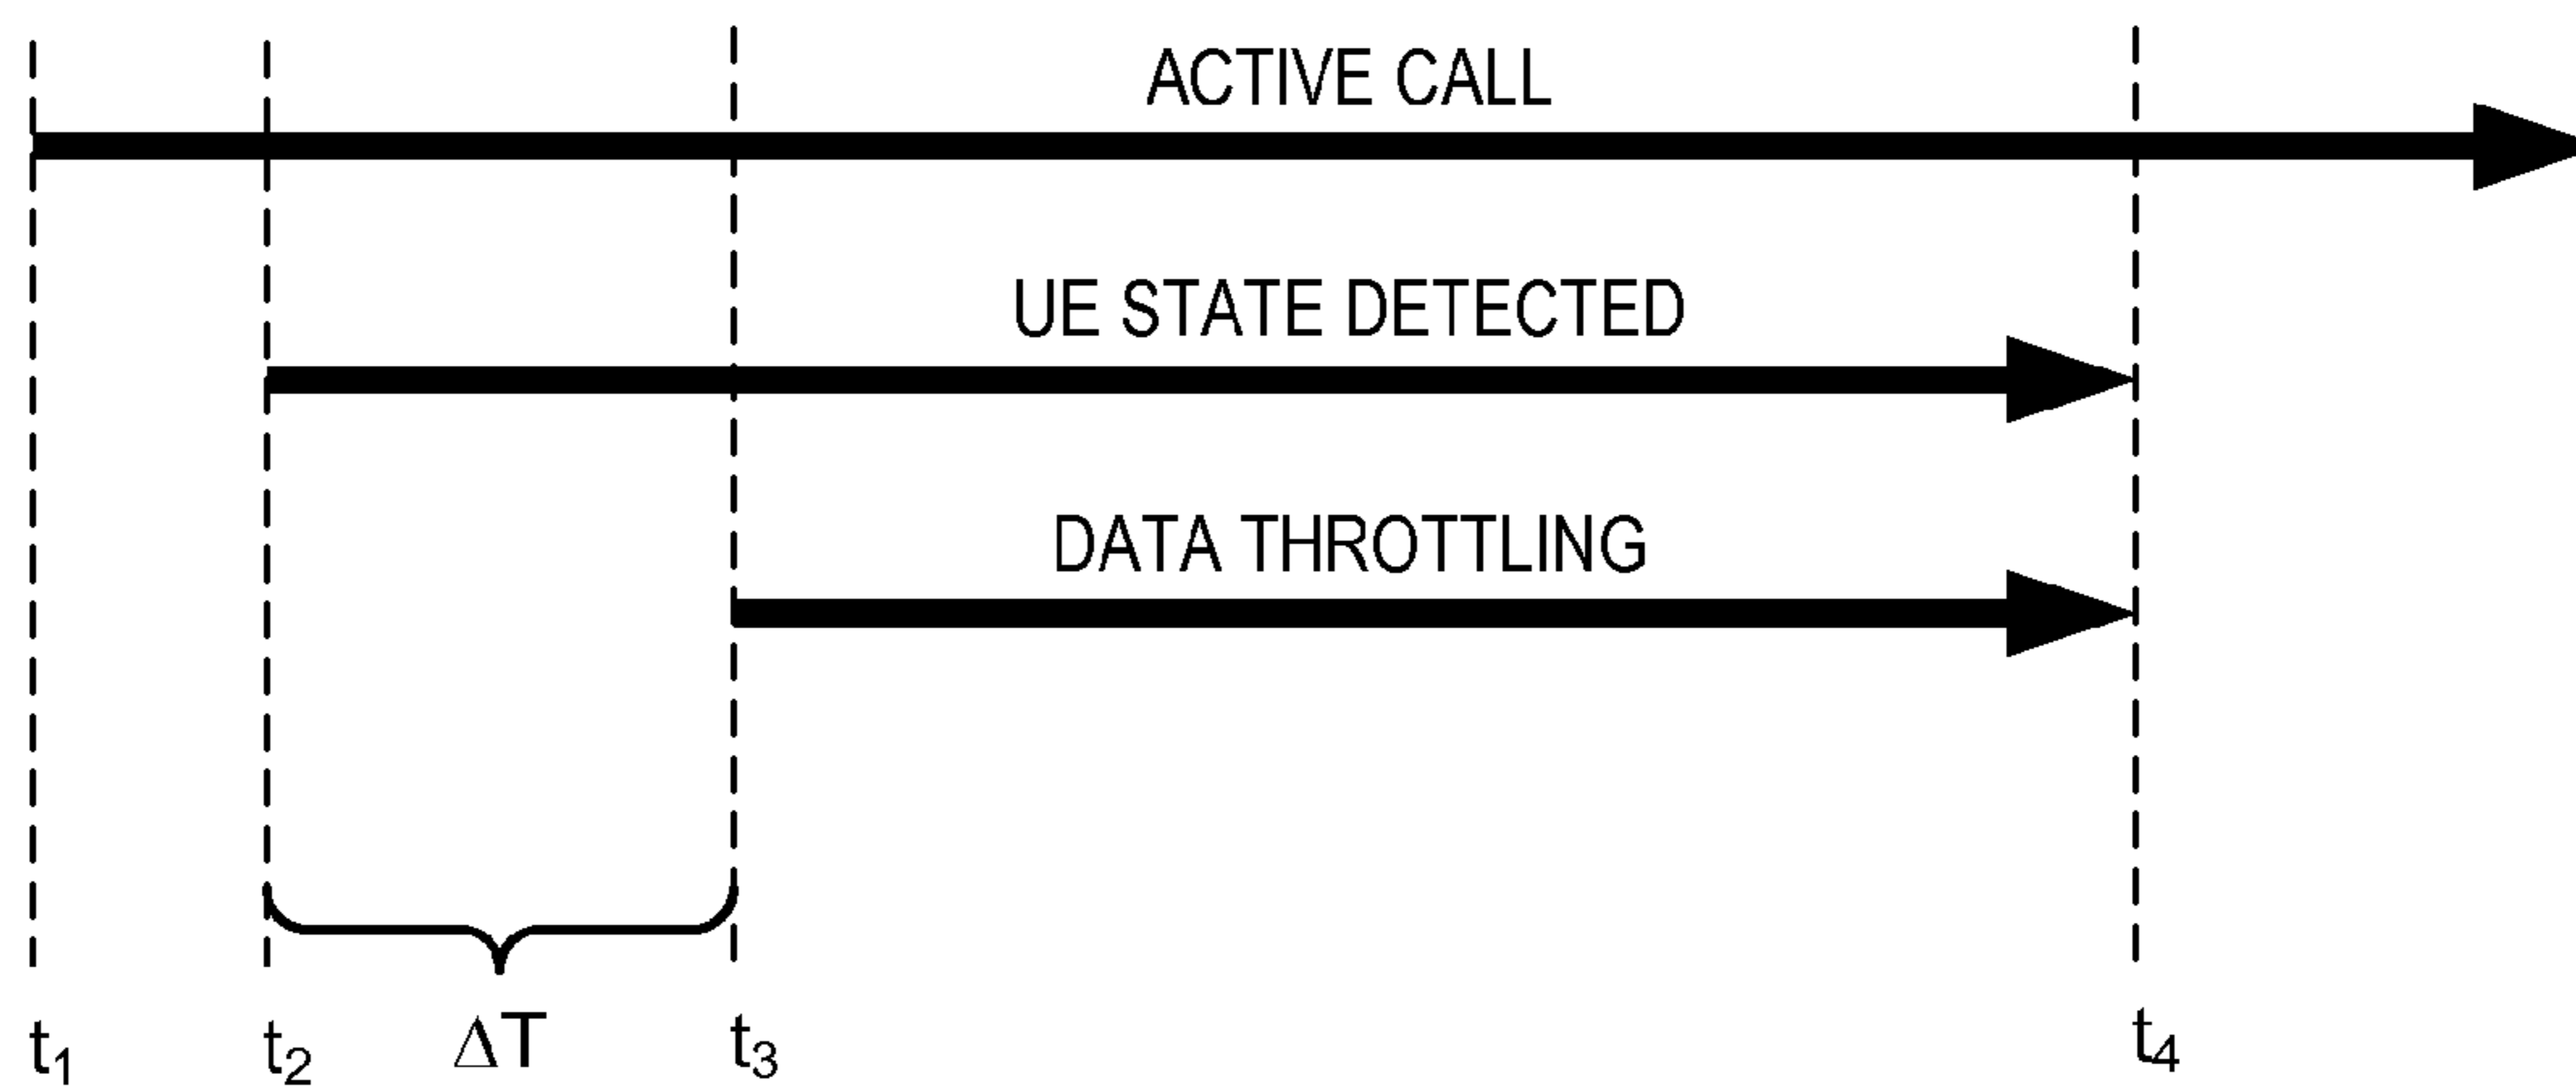 ACTIVE CALL
UE STATE DETECTED
DATA THROTTLING
t1 t2 ΔT t3 t4